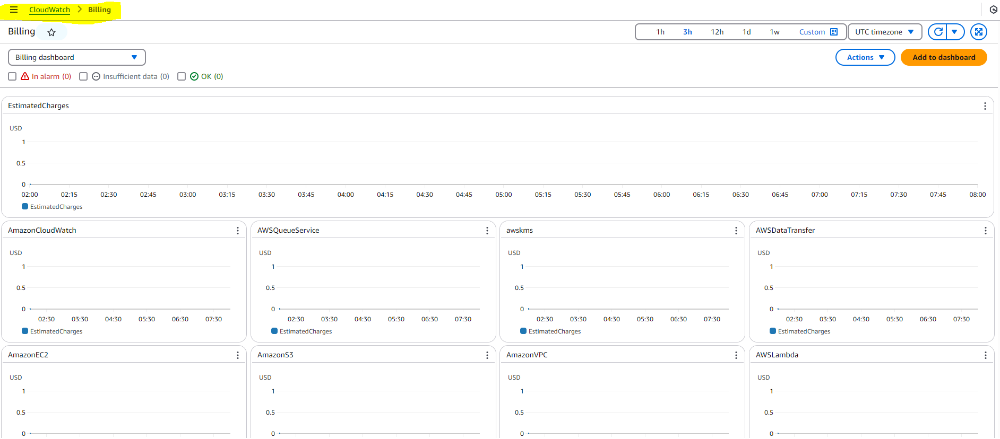 CloudWatch > Billing
Billing
1h 3h 12h 1d 1w Custom UTC timezone
Billing dashboard
Actions Add to dashboard
In alarm (0) Insufficient data (0) OK (0)
EstimatedCharges
USD
1
0.5
0
02:00 02:15 02:30 02:45 03:00 03:15 03:30 03:45 04:00 04:15 04:30 04:45 05:00 05:15 05:30 05:45 06:00 06:15 06:30 06:45 07:00 07:15 07:30 07:45 08:00
EstimatedCharges
AmazonCloudWatch
USD
1
0.5
0
02:30 03:30 04:30 05:30 06:30 07:30
EstimatedCharges
AWSQueueService
USD
1
0.5
0
02:30 03:30 04:30 05:30 06:30 07:30
EstimatedCharges
awskms
USD
1
0.5
0
02:30 03:30 04:30 05:30 06:30 07:30
EstimatedCharges
AWSDataTransfer
USD
1
0.5
0
02:30 03:30 04:30 05:30 06:30 07:30
EstimatedCharges
AmazonEC2
USD
1
0.5
0
AmazonS3
USD
1
0.5
0
AmazonVPC
USD
1
0.5
0
AWSLambda
USD
1
0.5
0